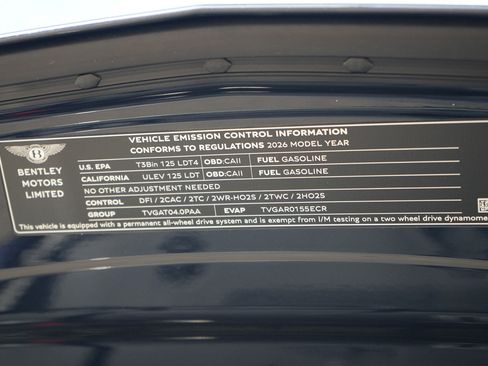 VEHICLE EMISSION CONTROL INFORMATION
CONFORMS TO REGULATIONS 2026 MODEL YEAR
B
BENTLEY
MOTORS
LIMITED
U.S. EPA T3Bin 125 LDT4 OBD:CAII FUEL GASOLINE
CALIFORNIA ULEV 125 LDT OBD:CAII FUEL GASOLINE
NO OTHER ADJUSTMENT NEEDED
CONTROL DFI / 2CAC / 2TC / 2WR-HO2S / 2TWC / 2HO2S
GROUP TVGAT04.0PAA EVAP TVGAR0155ECR
This vehicle is equipped with a permanent all-wheel drive system and is exempt from I/M testing on a two wheel drive dynamome